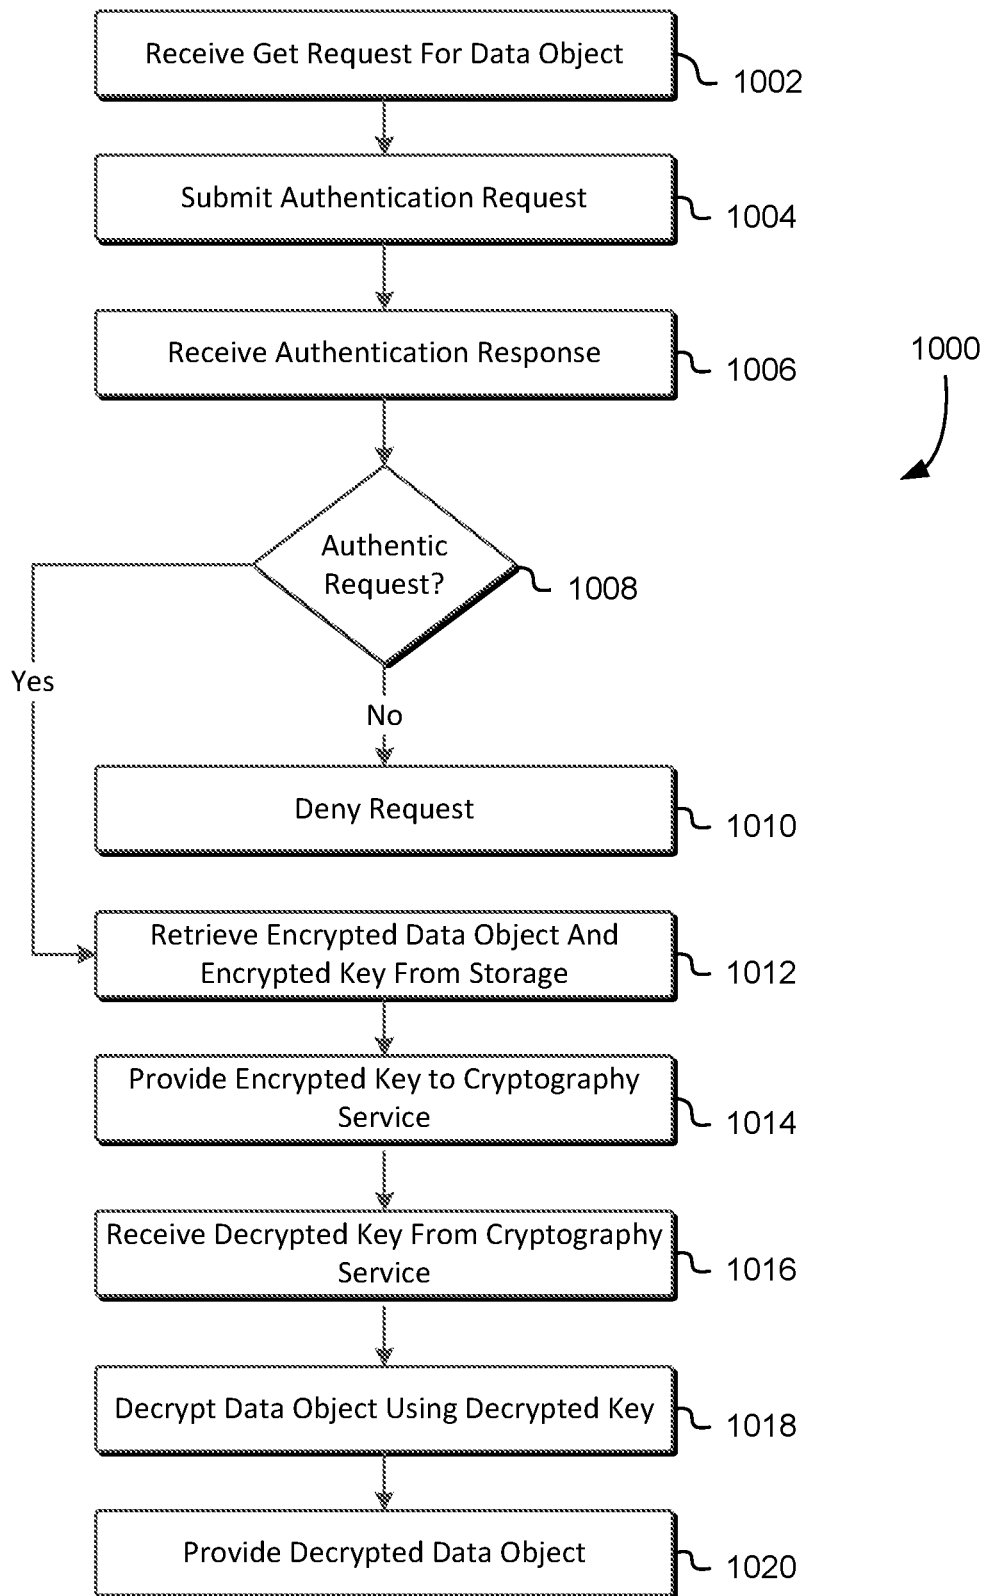 Receive Get Request For Data Object
1002
Submit Authentication Request
1004
Receive Authentication Response
1006
1000
Authentic
Request?
1008
Yes
No
Deny Request
1010
Retrieve Encrypted Data Object And
Encrypted Key From Storage
1012
Provide Encrypted Key to Cryptography
Service
1014
Receive Decrypted Key From Cryptography
Service
1016
Decrypt Data Object Using Decrypted Key
1018
Provide Decrypted Data Object
1020